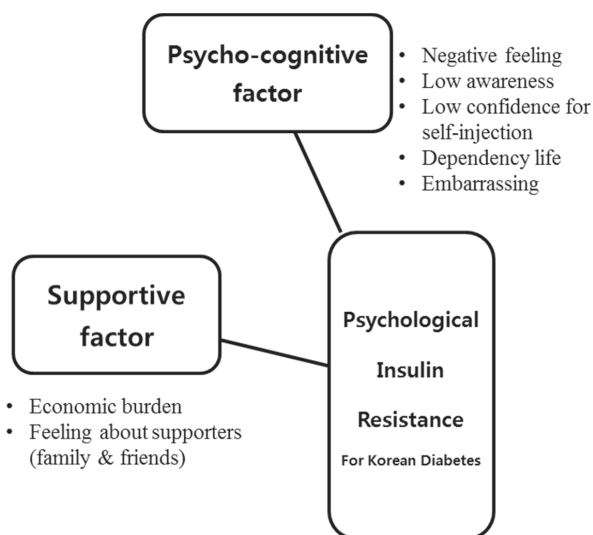 Psycho-cognitive
factor
• Negative feeling
• Low awareness
• Low confidence for
self-injection
• Dependency life
• Embarrassing
Supportive
factor
• Economic burden
• Feeling about supporters
(family & friends)
Psychological
Insulin
Resistance
For Korean Diabetes